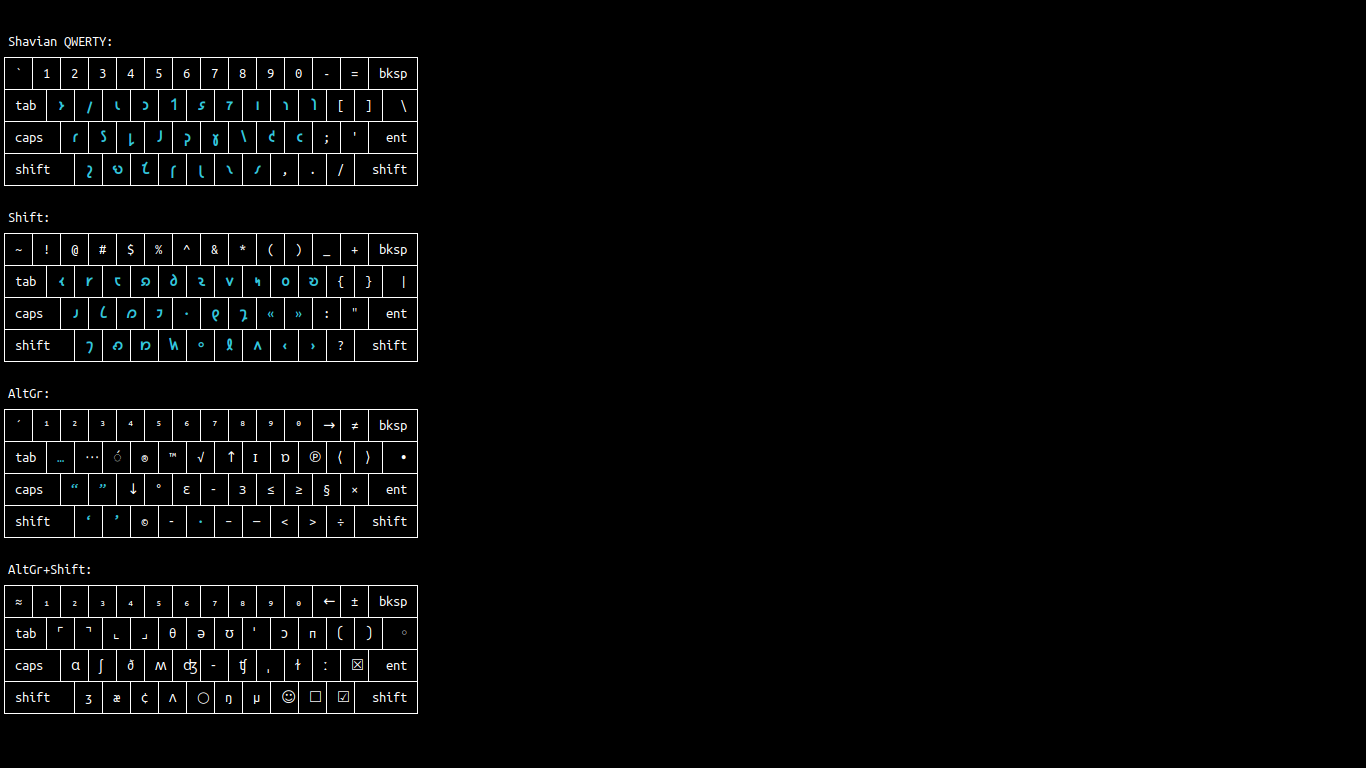 Shavian QWERTY:
` 1 2 3 4 5 6 7 8 9 0 - = bksp
tab 𐑶 𐑢 𐑧 𐑮 𐑑 𐑭 𐑳 𐑦 𐑪 𐑐 [ ] \
caps 𐑩 𐑕 𐑛 𐑓 𐑜 𐑣 𐑘 𐑒 𐑤 ; ' ent
shift 𐑟 𐑙 𐑗 𐑝 𐑚 𐑯 𐑥 , . / shift
Shift:
~ ! @ # $ % ^ & * ( ) _ + bksp
tab 𐑬 𐑱 𐑰 𐑸 𐑔 𐑷 𐑫 𐑲 𐑴 𐑹 { } |
caps 𐑨 𐑖 𐑼 · 𐑞 𐑡 « » : " ent
shift 𐑠 𐑻 𐑺 𐑾 ° 𐑿 𐑵 ‹ › ? shift
AltGr:
´ ¹ ² ³ ⁴ ⁵ ⁶ ⁷ ⁸ ⁹ ⁰ → ≠ bksp
tab … ⋯ ◌́ ® ™ √ ↑ ɪ ɒ ℗ ⟨ ⟩ •
caps “ ” ↓ ° ɛ - ɜ ≤ ≥ § × ent
shift ‘ ’ © - · – — < > ÷ shift
AltGr+Shift:
≈ ₁ ₂ ₃ ₄ ₅ ₆ ₇ ₈ ₉ ₀ ← ± bksp
tab ⌜ ⌝ ⌞ ⌟ θ ə ʊ ˈ ɔ п ( ) ◦
caps ɑ ʃ ð ʍ ʤ - ʧ ˌ ɫ ː ☒ ent
shift ʒ æ ¢ ʌ ○ ŋ µ ☺ ☐ ☑ shift